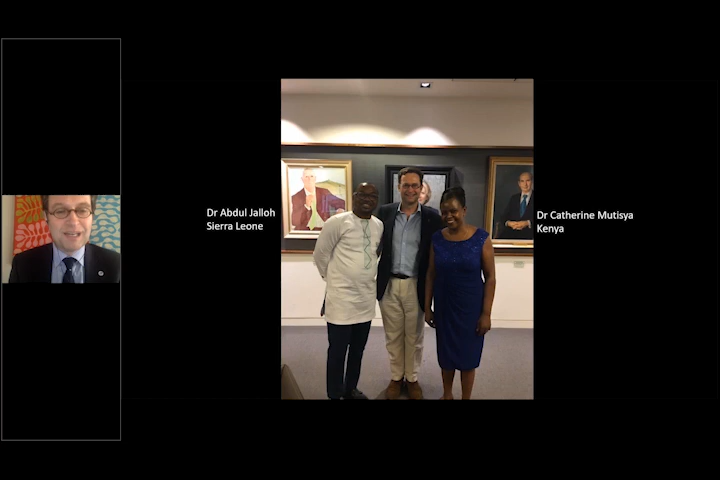 Dr Abdul Jalloh
Sierra Leone
Dr Catherine Mutisya
Kenya